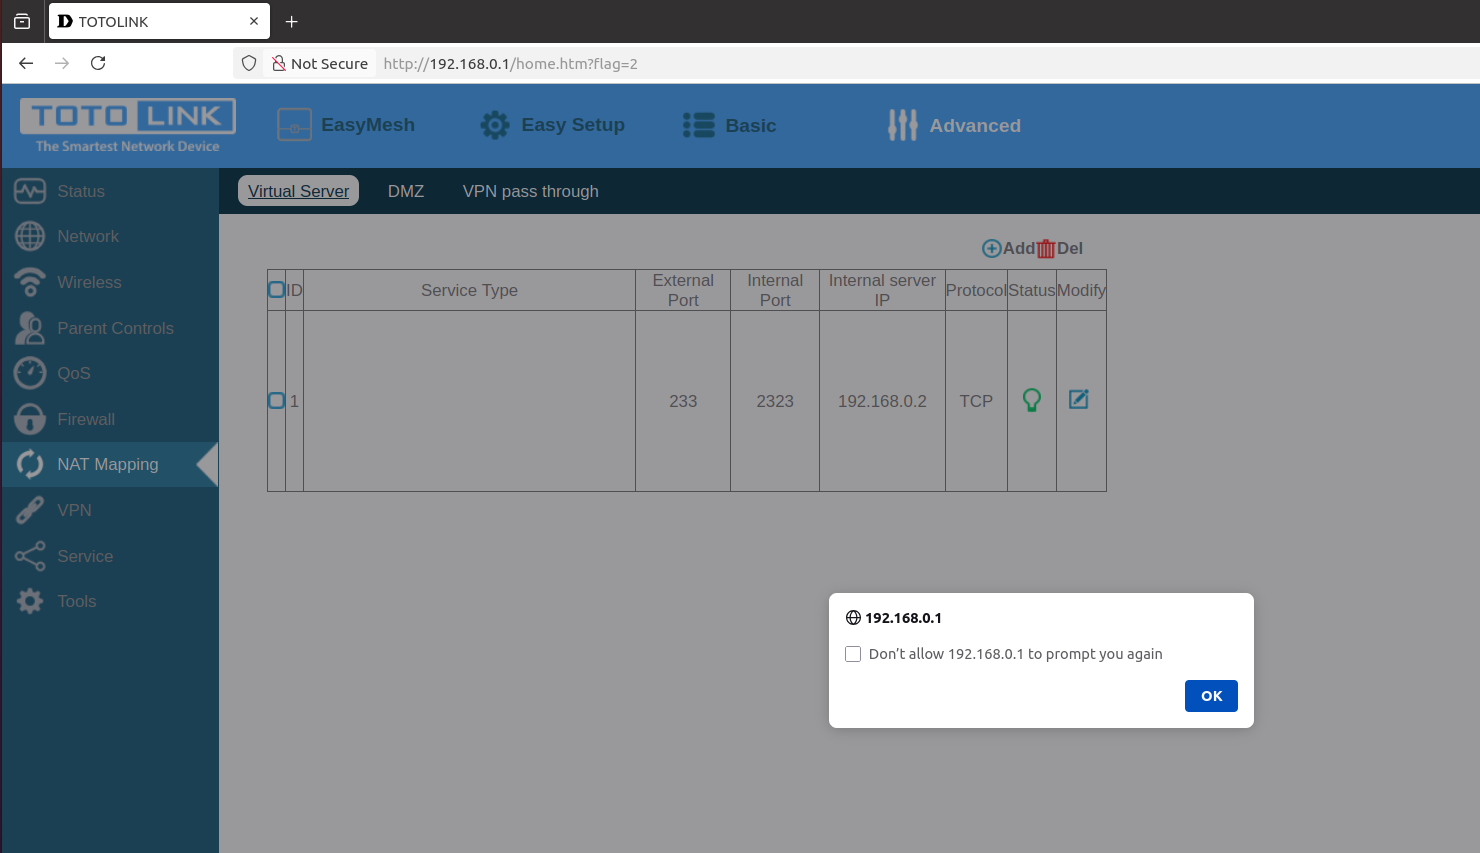 TOTOLINK
Not Secure http://192.168.0.1/home.htm?flag=2
TOTO LINK
The Smartest Network Device
EasyMesh
Easy Setup
Basic
Advanced
Status
Network
Wireless
Parent Controls
QoS
Firewall
NAT Mapping
VPN
Service
Tools
Virtual Server DMZ VPN pass through
Add Del
ID Service Type External Port Internal Port Internal server IP Protocol Status Modify
1 233 2323 192.168.0.2 TCP
192.168.0.1
Don't allow 192.168.0.1 to prompt you again
OK